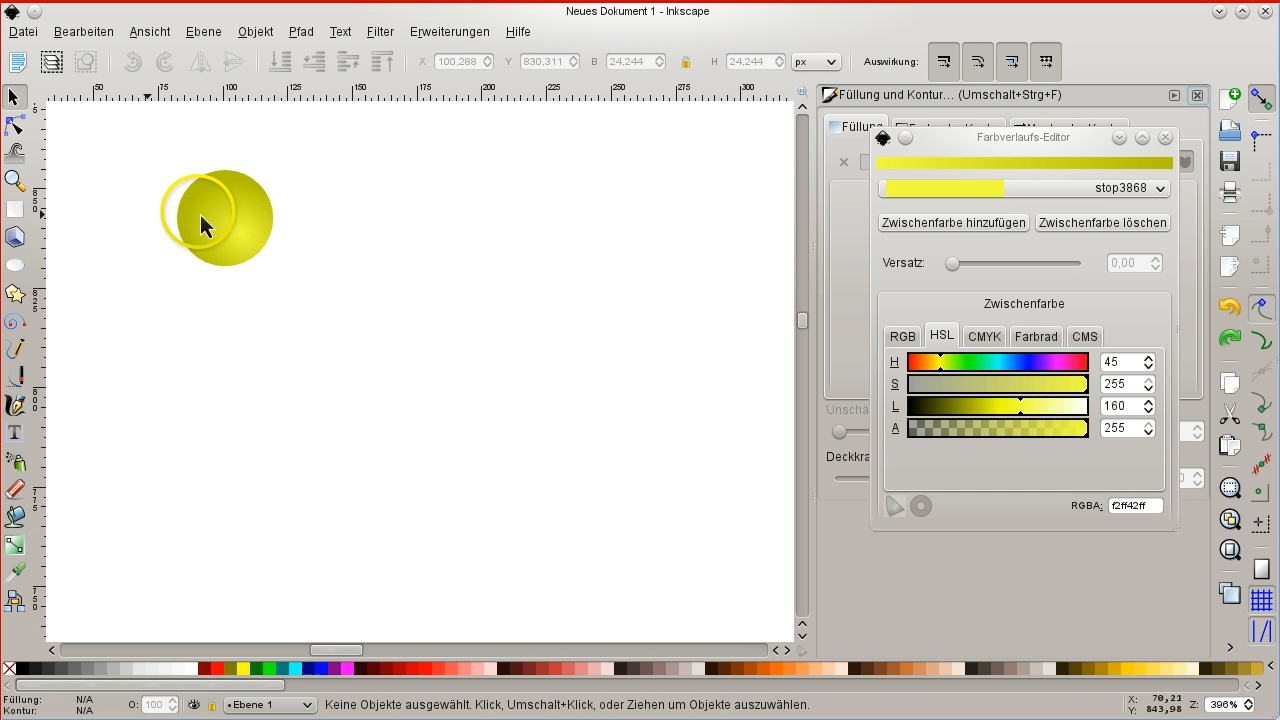 Neues Dokument 1 - Inkscape
Datei Bearbeiten Ansicht Ebene Objekt Pfad Text Filter Erweiterungen Hilfe
X 100,288 Y 830,311 B 24,244 H 24,244 px Auswirkung:
50 75 100 125 150 175 200 225 250 275 300
Füllung und Kontur... (Umschalt+Strg+F)
Füllung
Farbverlaufs-Editor
stop3868
Zwischenfarbe hinzufügen Zwischenfarbe löschen
Versatz: 0,00
Zwischenfarbe
RGB HSL CMYK Farbrad CMS
H 45
S 255
L 160
A 255
Unschä
Deckkra
RGBA: f2ff42ff
Füllung: N/A
Kontur: N/A
O: 100
Ebene 1
Keine Objekte ausgewählt. Klick, Umschalt+Klick, oder Ziehen um Objekte auszuwählen.
X: 70,21
Y: 843,98
Z: 396%